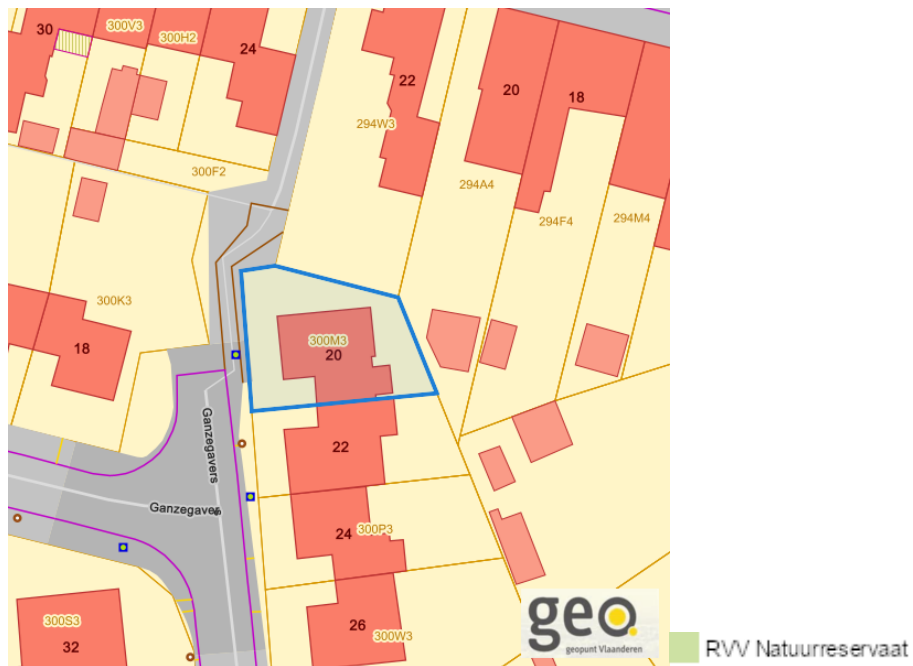 30
300V3
300H2
24
22
20
18
294W3
300F2
294A4
294F4
294M4
300K3
18
300M3
20
Ganzegavers
22
Ganzegavers
24
300P3
300S3
32
26
300W3
geo.
geopunt Vlaanderen
RVV Natuurreservaat